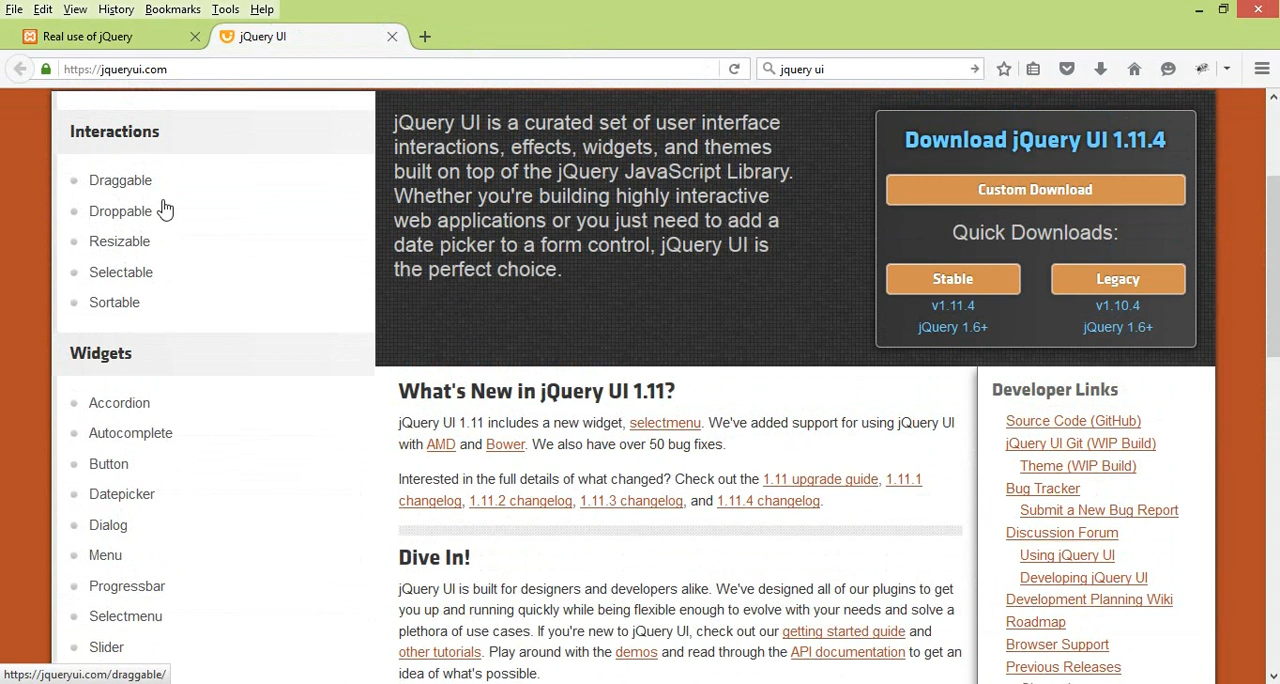 File Edit View History Bookmarks Tools Help
Real use of jQuery
jQuery UI
https://jqueryui.com
jquery ui
Interactions
Draggable
Droppable
Resizable
Selectable
Sortable
Widgets
Accordion
Autocomplete
Button
Datepicker
Dialog
Menu
Progressbar
Selectmenu
Slider
jQuery UI is a curated set of user interface
interactions, effects, widgets, and themes
built on top of the jQuery JavaScript Library.
Whether you're building highly interactive
web applications or you just need to add a
date picker to a form control, jQuery UI is
the perfect choice.
Download jQuery UI 1.11.4
Custom Download
Quick Downloads:
Stable
v1.11.4
jQuery 1.6+
Legacy
v1.10.4
jQuery 1.6+
What's New in jQuery UI 1.11?
jQuery UI 1.11 includes a new widget, selectmenu. We've added support for using jQuery UI
with AMD and Bower. We also have over 50 bug fixes.
Interested in the full details of what changed? Check out the 1.11 upgrade guide, 1.11.1
changelog, 1.11.2 changelog, 1.11.3 changelog, and 1.11.4 changelog.
Dive In!
jQuery UI is built for designers and developers alike. We've designed all of our plugins to get
you up and running quickly while being flexible enough to evolve with your needs and solve a
plethora of use cases. If you're new to jQuery UI, check out our getting started guide and
other tutorials. Play around with the demos and read through the API documentation to get an
idea of what's possible.
Developer Links
Source Code (GitHub)
jQuery UI Git (WIP Build)
Theme (WIP Build)
Bug Tracker
Submit a New Bug Report
Discussion Forum
Using jQuery UI
Developing jQuery UI
Development Planning Wiki
Roadmap
Browser Support
Previous Releases
https://jqueryui.com/draggable/